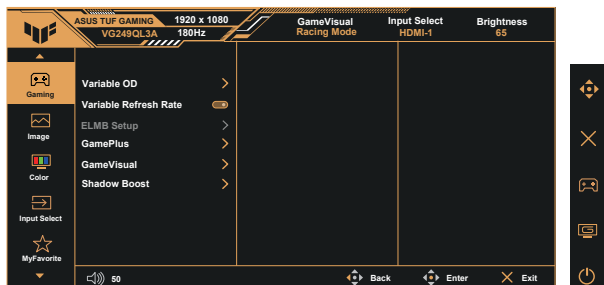 ASUS TUF GAMING 1920 x 1080
VG249QL3A 180Hz
GameVisual
Racing Mode
Input Select
HDMI-1
Brightness
65
Gaming
Image
Color
Input Select
MyFavorite
Variable OD
Variable Refresh Rate
ELMB Setup
GamePlus
GameVisual
Shadow Boost
50
Back
Enter
Exit
G